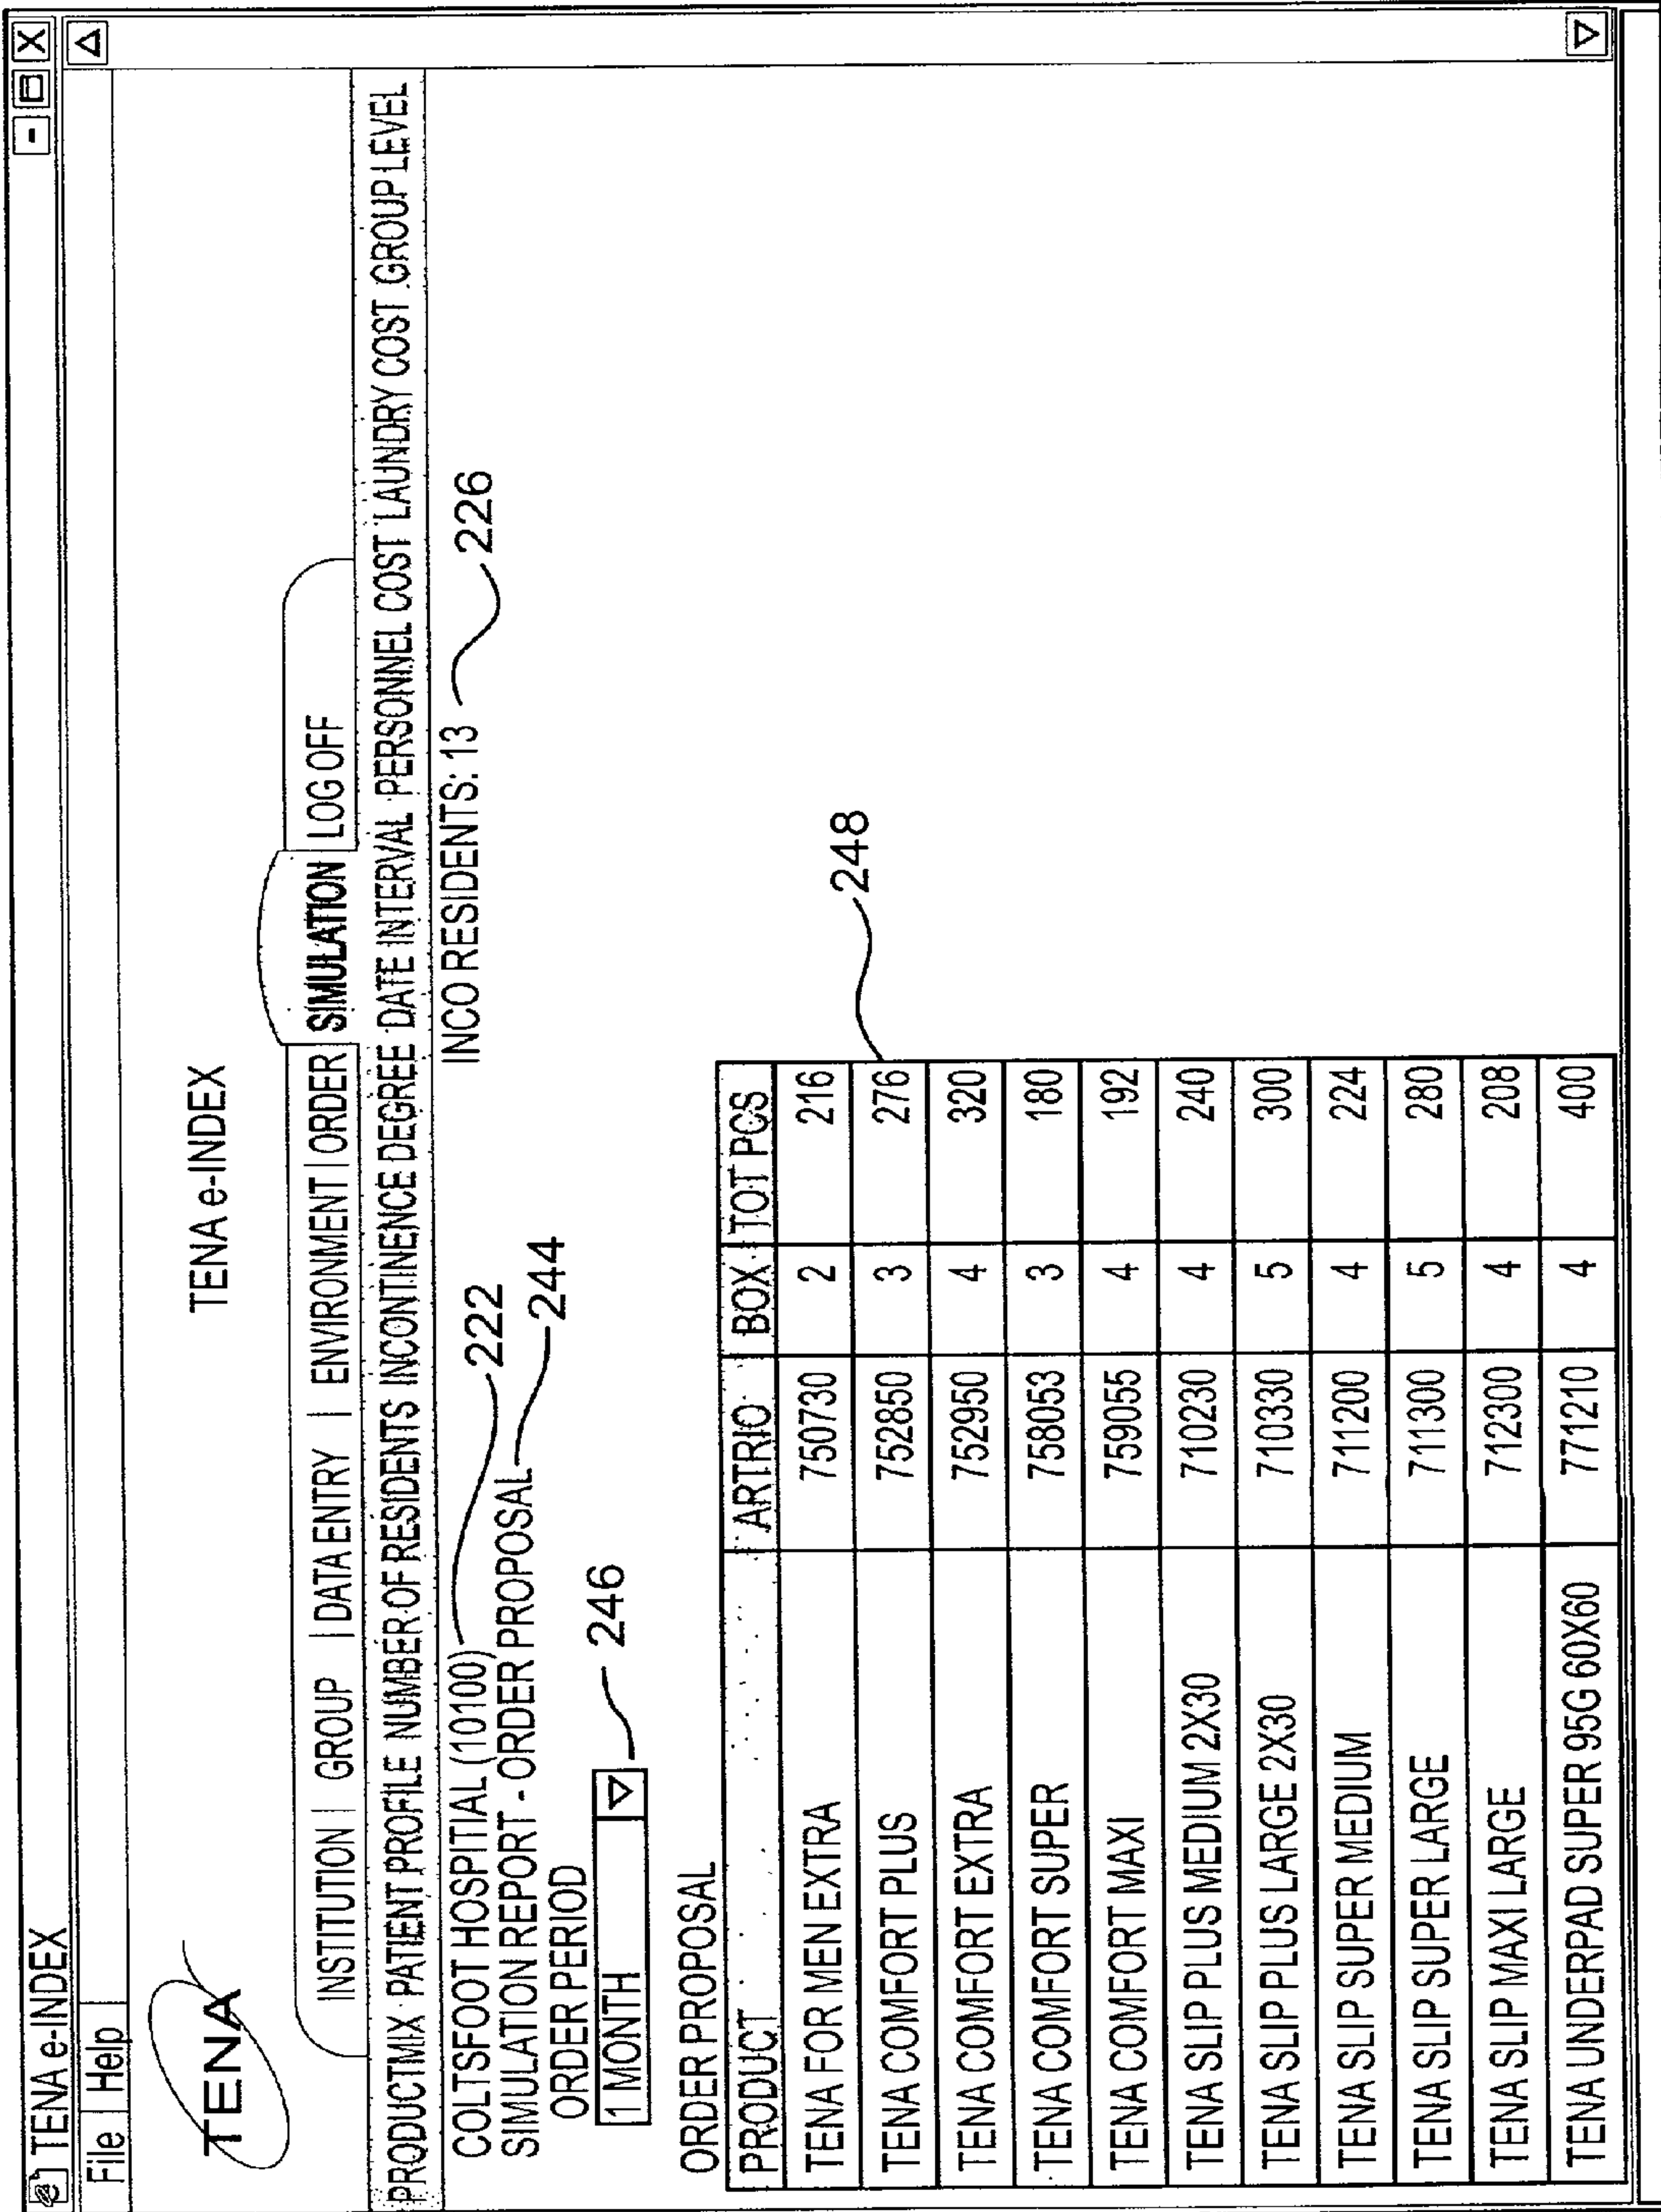 TENA e-INDEX
File | Help
TENA
TENA e-INDEX
INSTITUTION | GROUP | DATA ENTRY | ENVIRONMENT | ORDER SIMULATION LOG OFF
PRODUCTMIX PATIENT PROFILE NUMBER OF RESIDENTS INCONTINENCE DEGREE DATE INTERVAL PERSONNEL COST LAUNDRY COST GROUP LEVEL
COLTSFOOT HOSPITIAL (10100) 222 INCO RESIDENTS: 13 226
SIMULATION REPORT - ORDER PROPOSAL 244
ORDER PERIOD
1 MONTH 246
ORDER PROPOSAL
248
PRODUCT ARTRIO BOX TOT PCS
TENA FOR MEN EXTRA 750730 2 216
TENA COMFORT PLUS 752850 3 276
TENA COMFORT EXTRA 752950 4 320
TENA COMFORT SUPER 758053 3 180
TENA COMFORT MAXI 759055 4 192
TENA SLIP PLUS MEDIUM 2X30 710230 4 240
TENA SLIP PLUS LARGE 2X30 710330 5 300
TENA SLIP SUPER MEDIUM 711200 4 224
TENA SLIP SUPER LARGE 711300 5 280
TENA SLIP MAXI LARGE 712300 4 208
TENA UNDERPAD SUPER 95G 60X60 771210 4 400